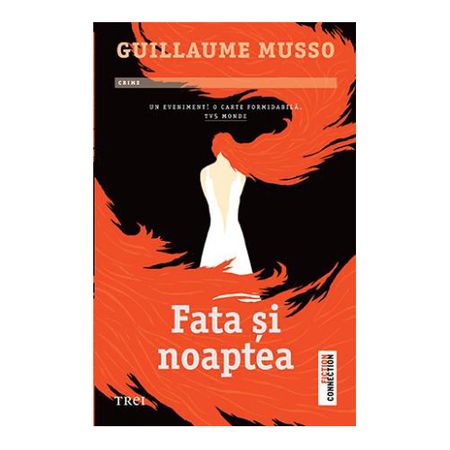 GUILLAUME MUSSO
CRIME
UN EVENIMENT! O CARTE FORMIDABILĂ.
TV5 MONDE
Fata și
noaptea
FICTION
CONNECTION
TREI